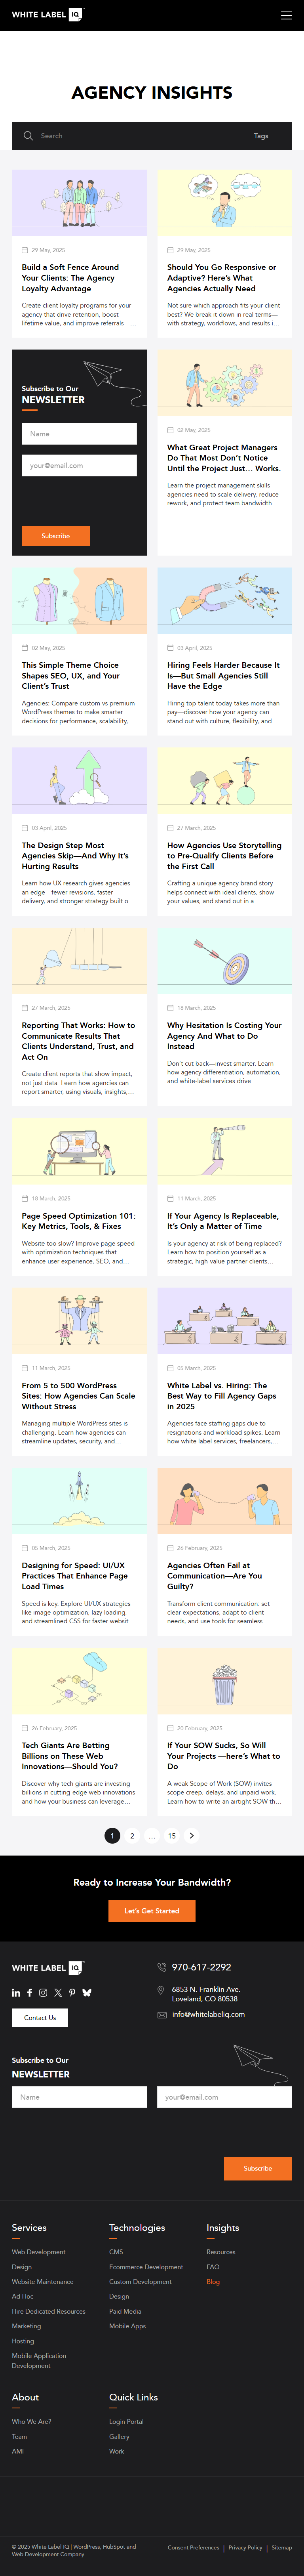 WHITE LABEL IQ
AGENCY INSIGHTS
Search
Tags
29 May, 2025
Build a Soft Fence Around
Your Clients: The Agency
Loyalty Advantage
Create client loyalty programs for your
agency that drive retention, boost
lifetime value, and improve referrals—...
29 May, 2025
Should You Go Responsive or
Adaptive? Here's What
Agencies Actually Need
Not sure which approach fits your client
best? We break it down in real terms—
with strategy, workflows, and results i...
Subscribe to Our
NEWSLETTER
Name
your@email.com
Subscribe
02 May, 2025
What Great Project Managers
Do That Most Don't Notice
Until the Project Just... Works.
Learn the project management skills
agencies need to scale delivery, reduce
rework, and protect team bandwidth.
02 May, 2025
This Simple Theme Choice
Shapes SEO, UX, and Your
Client's Trust
Agencies: Compare custom vs premium
WordPress themes to make smarter
decisions for performance, scalability,...
03 April, 2025
Hiring Feels Harder Because It
Is—But Small Agencies Still
Have the Edge
Hiring top talent today takes more than
pay—discover how your agency can
stand out with culture, flexibility, and ...
03 April, 2025
The Design Step Most
Agencies Skip—And Why It's
Hurting Results
Learn how UX research gives agencies
an edge—fewer revisions, faster
delivery, and stronger strategy built o...
27 March, 2025
How Agencies Use Storytelling
to Pre-Qualify Clients Before
the First Call
Crafting a unique agency brand story
helps connect with ideal clients, show
your values, and stand out in a...
27 March, 2025
Reporting That Works: How to
Communicate Results That
Clients Understand, Trust, and
Act On
Create client reports that show impact,
not just data. Learn how agencies can
report smarter, using visuals, insights,...
18 March, 2025
Why Hesitation Is Costing Your
Agency And What to Do
Instead
Don't cut back—invest smarter. Learn
how agency differentiation, automation,
and white-label services drive...
18 March, 2025
Page Speed Optimization 101:
Key Metrics, Tools, & Fixes
Website too slow? Improve page speed
with optimization techniques that
enhance user experience, SEO, and...
11 March, 2025
If Your Agency Is Replaceable,
It's Only a Matter of Time
Is your agency at risk of being replaced?
Learn how to position yourself as a
strategic, high-value partner clients...
11 March, 2025
From 5 to 500 WordPress
Sites: How Agencies Can Scale
Without Stress
Managing multiple WordPress sites is
challenging. Learn how agencies can
streamline updates, security, and...
05 March, 2025
White Label vs. Hiring: The
Best Way to Fill Agency Gaps
in 2025
Agencies face staffing gaps due to
resignations and workload spikes. Learn
how white label services, freelancers,...
05 March, 2025
Designing for Speed: UI/UX
Practices That Enhance Page
Load Times
Speed is key. Explore UI/UX strategies
like image optimization, lazy loading,
and streamlined CSS for faster websit...
26 February, 2025
Agencies Often Fail at
Communication—Are You
Guilty?
Transform client communication: set
clear expectations, adapt to client
needs, and use tools for seamless...
26 February, 2025
Tech Giants Are Betting
Billions on These Web
Innovations—Should You?
Discover why tech giants are investing
billions in cutting-edge web innovations
and how your business can leverage...
20 February, 2025
If Your SOW Sucks, So Will
Your Projects —here's What to
Do
A weak Scope of Work (SOW) invites
scope creep, delays, and unpaid work.
Learn how to write an airtight SOW th...
1 2 ... 15
Ready to Increase Your Bandwidth?
Let's Get Started
WHITE LABEL IQ
Contact Us
970-617-2292
6853 N. Franklin Ave.
Loveland, CO 80538
info@whitelabeliq.com
Subscribe to Our
NEWSLETTER
Name
your@email.com
Subscribe
Services
Web Development
Design
Website Maintenance
Ad Hoc
Hire Dedicated Resources
Marketing
Hosting
Mobile Application
Development
Technologies
CMS
Ecommerce Development
Custom Development
Design
Paid Media
Mobile Apps
Insights
Resources
FAQ
Blog
About
Who We Are?
Team
AMI
Quick Links
Login Portal
Gallery
Work
© 2025 White Label IQ | WordPress, HubSpot and
Web Development Company
Consent Preferences | Privacy Policy | Sitemap